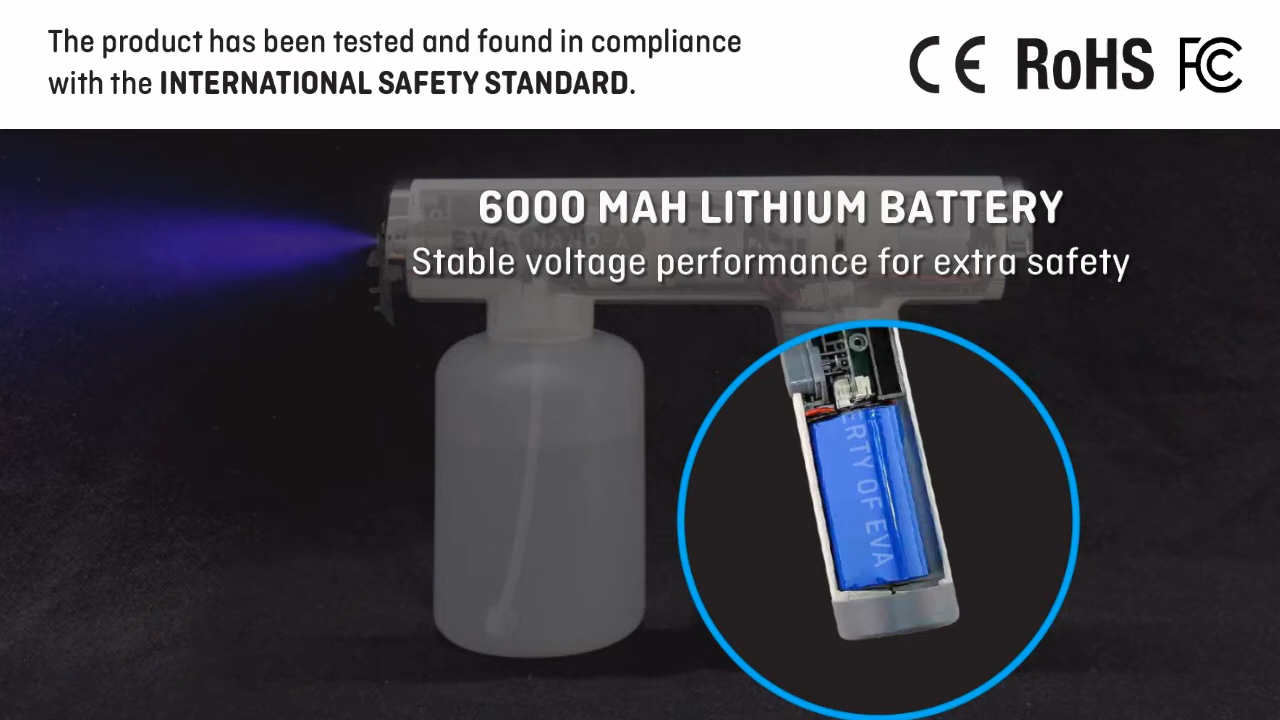 The product has been tested and found in compliance
with the INTERNATIONAL SAFETY STANDARD.
CE RoHS FCC
6000 MAH LITHIUM BATTERY
Stable voltage performance for extra safety
ERTY OF EVA